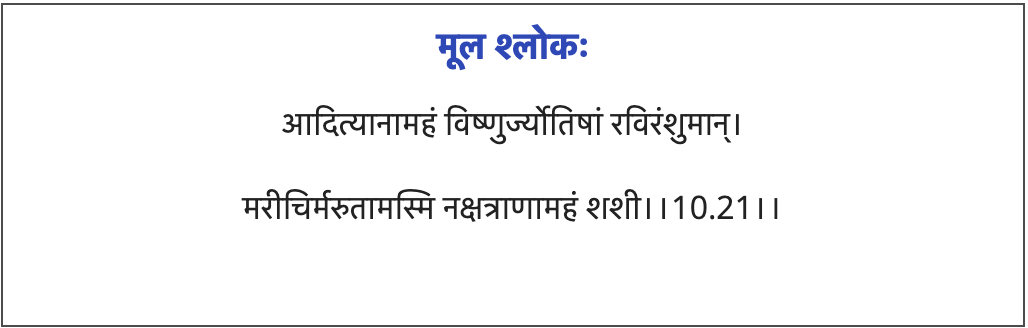 मूल श्लोकः
आदित्यानामहं विष्णुर्ज्योतिषां रविरंशुमान्।
मरीचिर्मरुतामस्मि नक्षत्राणामहं शशी।।10.21।।